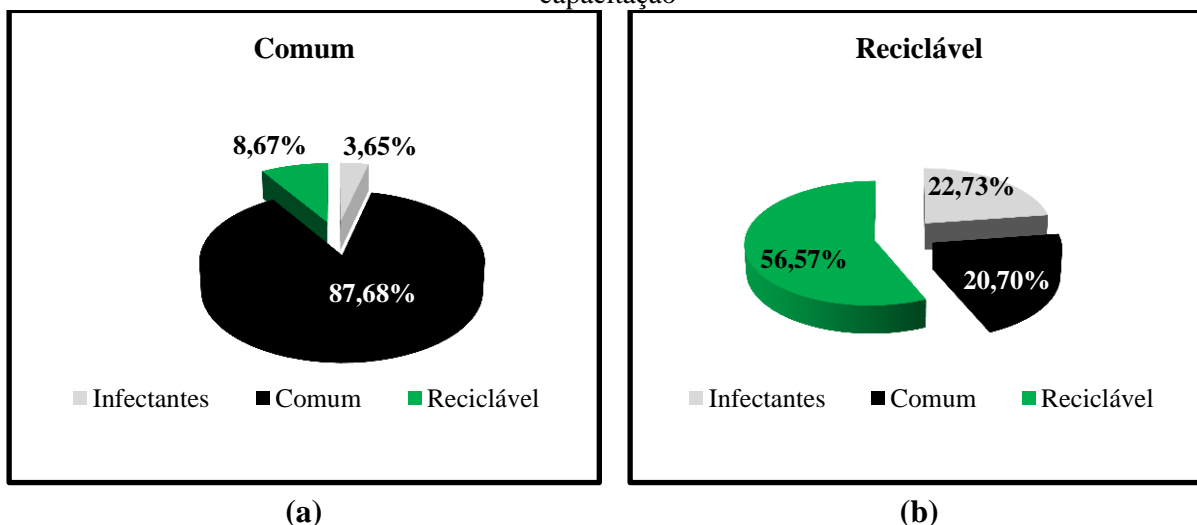 capacitação
Comum
8,67%
3,65%
87,68%
Infectantes
Comum
Reciclável
(a)
Reciclável
22,73%
56,57%
20,70%
Infectantes
Comum
Reciclável
(b)